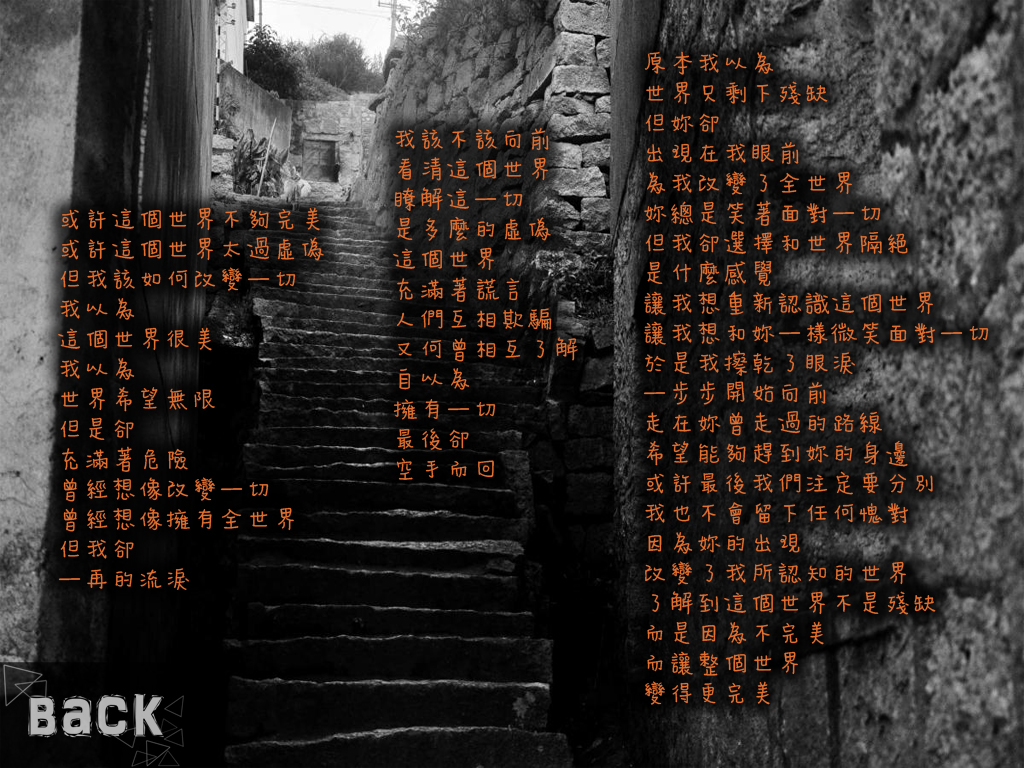 或許這個世界不夠完美
或許這個世界太過虛偽
但我該如何改變一切
我以為
這個世界很美
我以為
世界希望無限
但是卻
充滿著危險
曾經想像改變一切
曾經想像擁有全世界
但我卻
一再的流淚
我該不該向前
看清這個世界
瞭解這一切
是多麼的虛偽
這個世界
充滿著謊言
人們互相欺騙
又何曾相互了解
自以為
擁有一切
最後卻
空手而回
原本我以為
世界只剩下殘缺
但妳卻
出現在我眼前
為我改變了全世界
妳總是笑著面對一切
但我卻選擇和世界隔絕
是什麼感覺
讓我想重新認識這個世界
讓我想和妳一樣微笑面對一切
於是我擦乾了眼淚
一步步開始向前
走在妳曾走過的路線
希望能夠趕到妳的身邊
或許最後我們注定要分別
我也不會留下任何愧對
因為妳的出現
改變了我所認知的世界
了解到這個世界不是殘缺
而是因為不完美
而讓整個世界
變得更完美
BACK